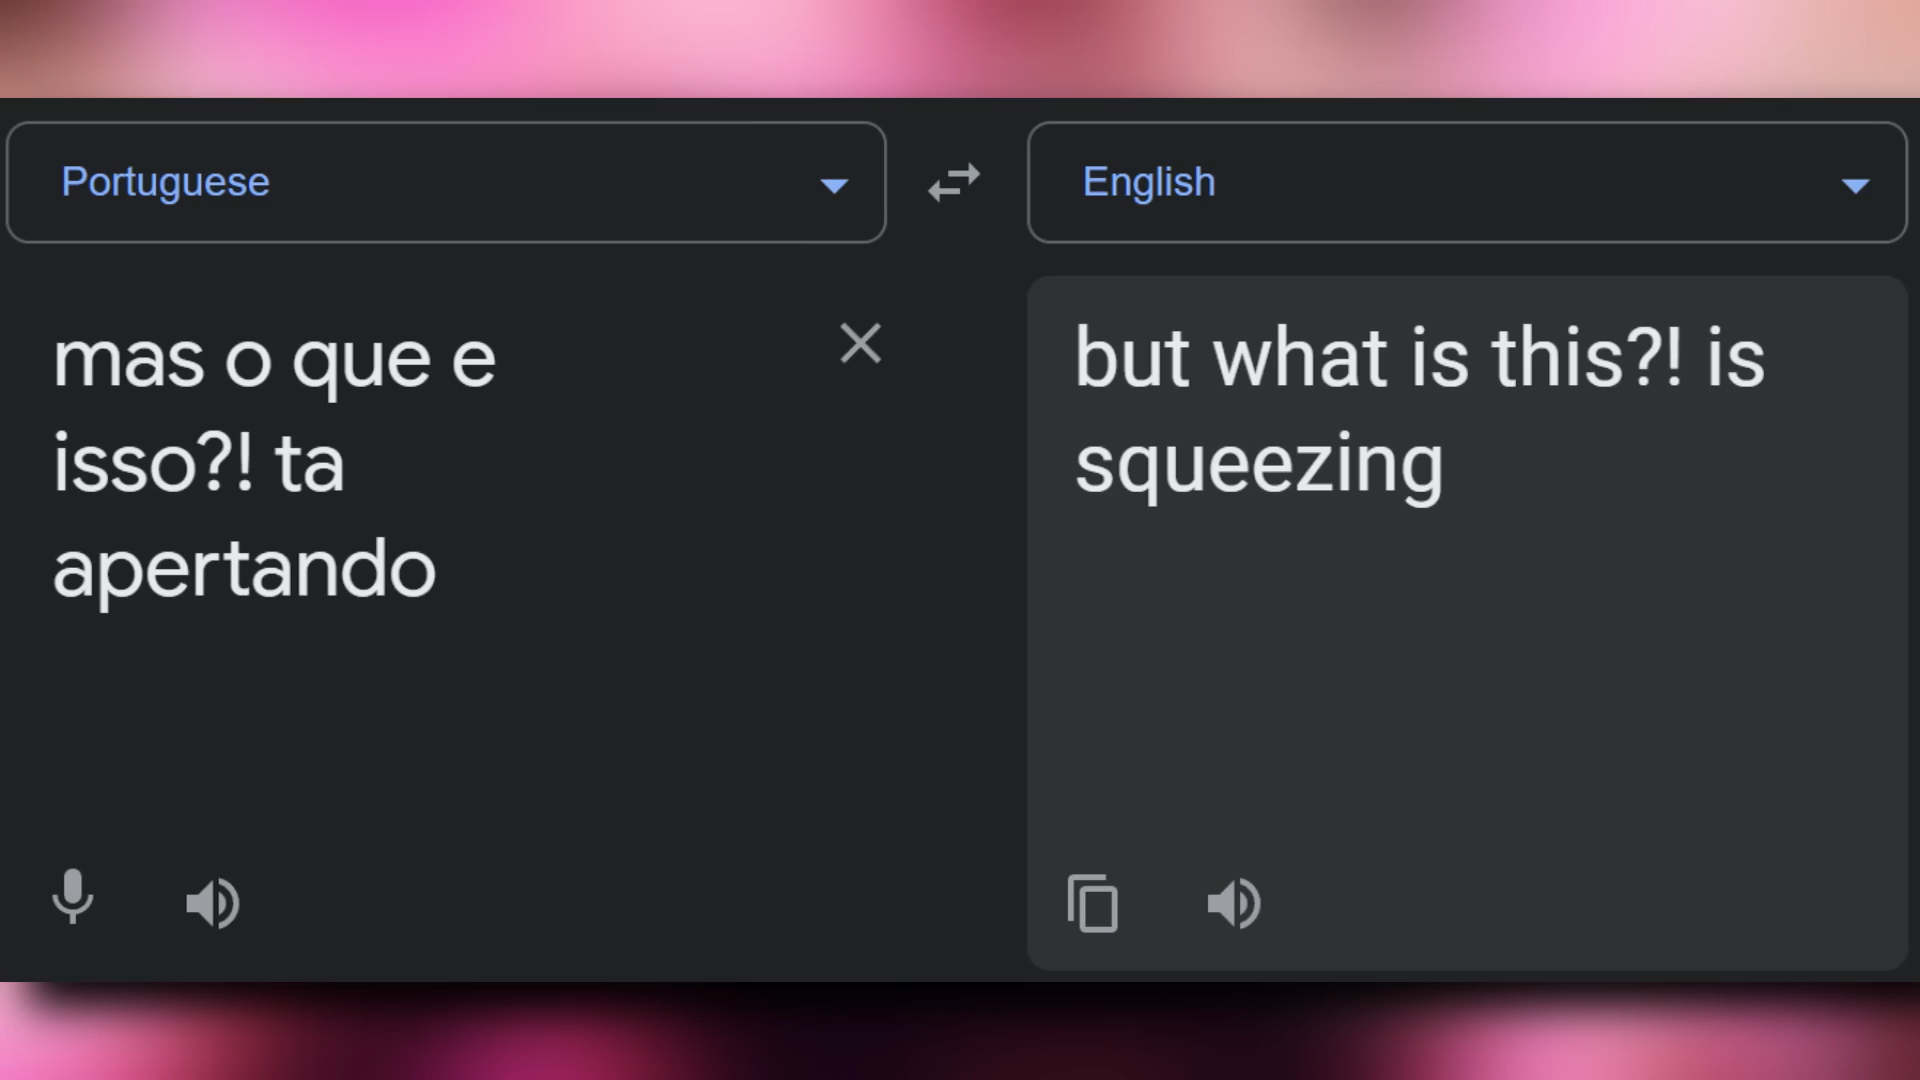 Portuguese
English
mas o que e
isso?! ta
apertando
but what is this?! is
squeezing